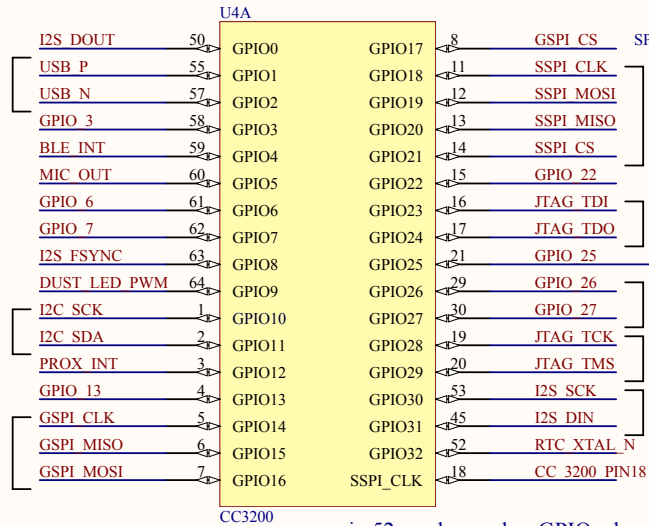 U4A
I2S_DOUT 50 GPIO0 GPIO17 8 GSPI_CS SP
USB_P 55 GPIO1 GPIO18 11 SSPI_CLK
USB_N 57 GPIO2 GPIO19 12 SSPI_MOSI
GPIO_3 58 GPIO3 GPIO20 13 SSPI_MISO
BLE_INT 59 GPIO4 GPIO21 14 SSPI_CS
MIC_OUT 60 GPIO5 GPIO22 15 GPIO_22
GPIO_6 61 GPIO6 GPIO23 16 JTAG_TDI
GPIO_7 62 GPIO7 GPIO24 17 JTAG_TDO
I2S_FSYNC 63 GPIO8 GPIO25 21 GPIO_25
DUST_LED_PWM 64 GPIO9 GPIO26 29 GPIO_26
I2C_SCK 1 GPIO10 GPIO27 30 GPIO_27
I2C_SDA 2 GPIO11 GPIO28 19 JTAG_TCK
PROX_INT 3 GPIO12 GPIO29 20 JTAG_TMS
GPIO_13 4 GPIO13 GPIO30 53 I2S_SCK
GSPI_CLK 5 GPIO14 GPIO31 45 I2S_DIN
GSPI_MISO 6 GPIO15 GPIO32 52 RTC_XTAL_N
GSPI_MOSI 7 GPIO16 SSPI_CLK 18 CC_3200_PIN18
CC3200